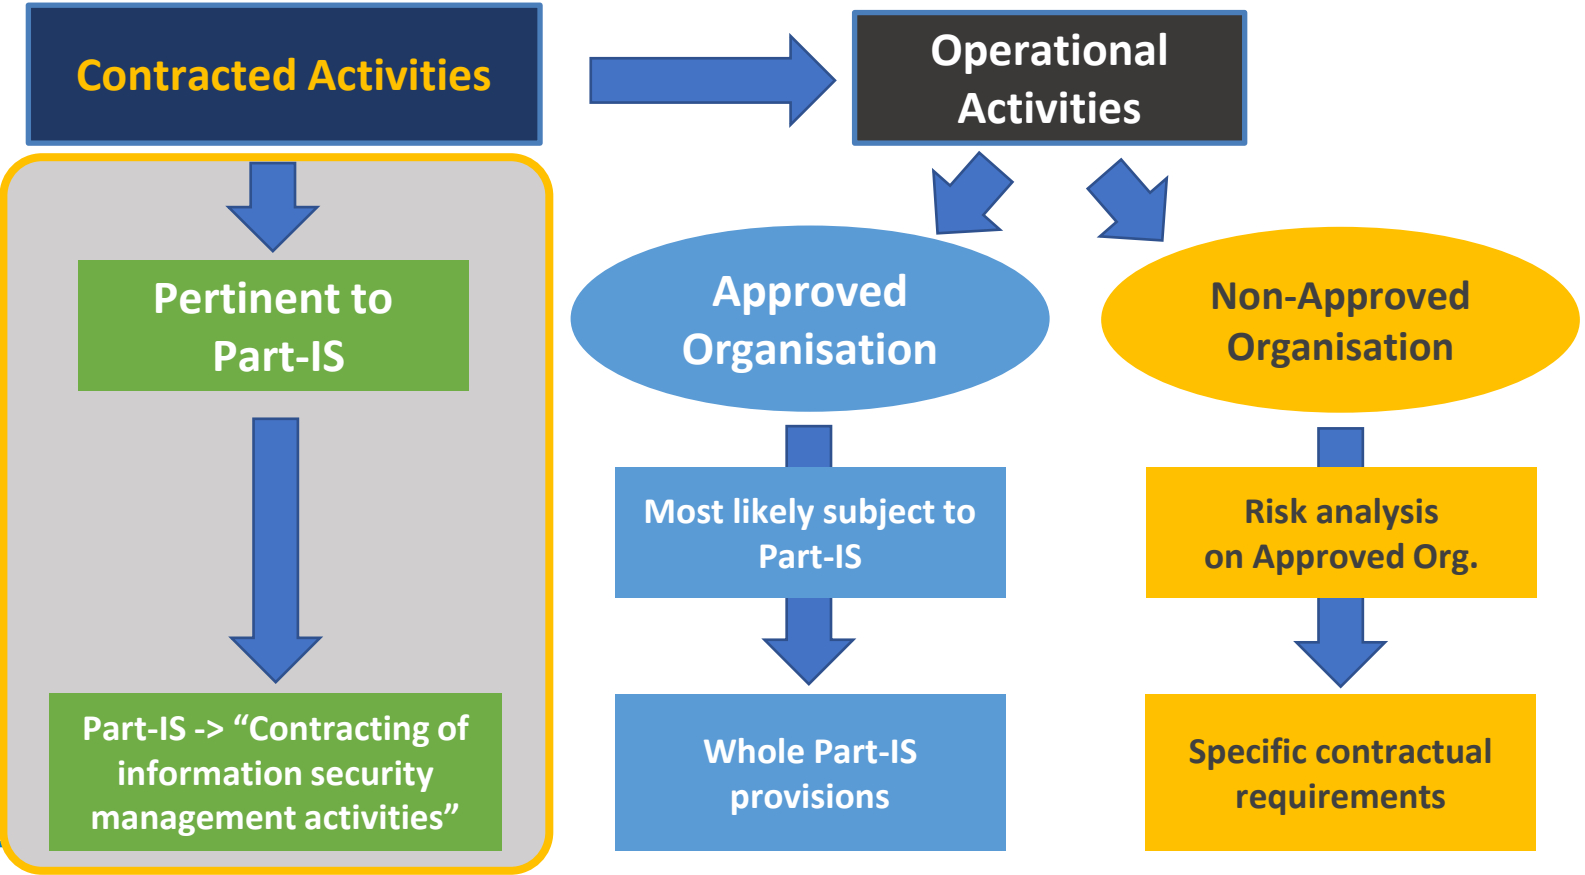 Contracted Activities
Operational
Activities
Pertinent to
Part-IS
Approved
Organisation
Non-Approved
Organisation
Most likely subject to
Part-IS
Risk analysis
on Approved Org.
Part-IS -> “Contracting of
information security
management activities”
Whole Part-IS
provisions
Specific contractual
requirements